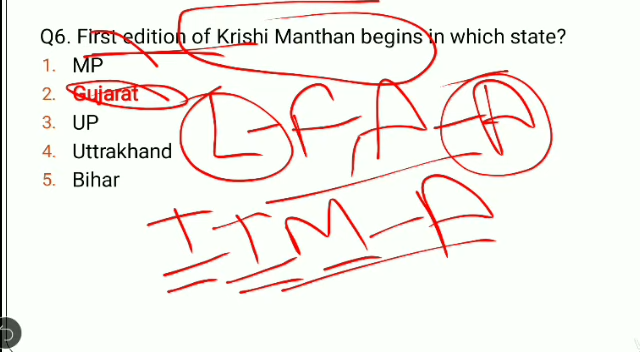 Q6. First edition of Krishi Manthan begins in which state?
1. MP
2. Gujarat
3. UP
4. Uttrakhand
5. Bihar
IIM-A